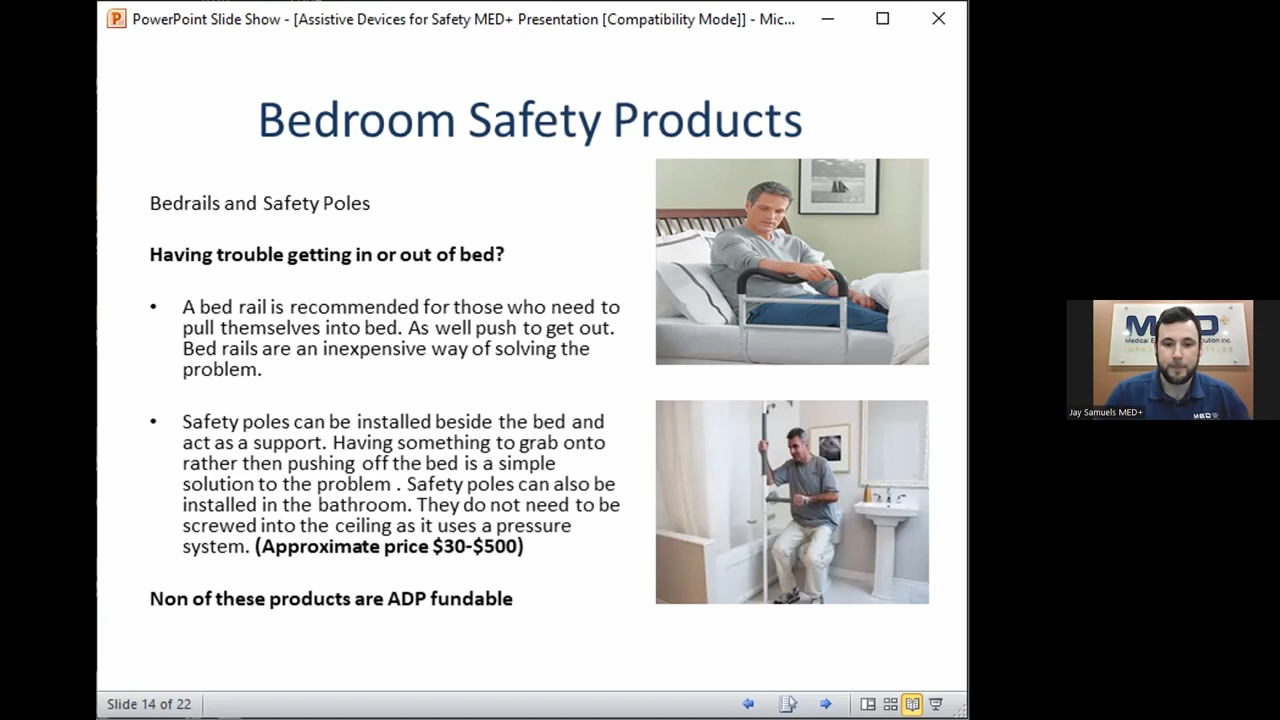 PowerPoint Slide Show - [Assistive Devices for Safety MED+ Presentation [Compatibility Mode]] - Mic...
Bedroom Safety Products
Bedrails and Safety Poles
Having trouble getting in or out of bed?
• A bed rail is recommended for those who need to
pull themselves into bed. As well push to get out.
Bed rails are an inexpensive way of solving the
problem.
• Safety poles can be installed beside the bed and
act as a support. Having something to grab onto
rather then pushing off the bed is a simple
solution to the problem . Safety poles can also be
installed in the bathroom. They do not need to be
screwed into the ceiling as it uses a pressure
system. (Approximate price $30-$500)
Non of these products are ADP fundable
Slide 14 of 22
Medical
Inc.
Jay Samuels MED+